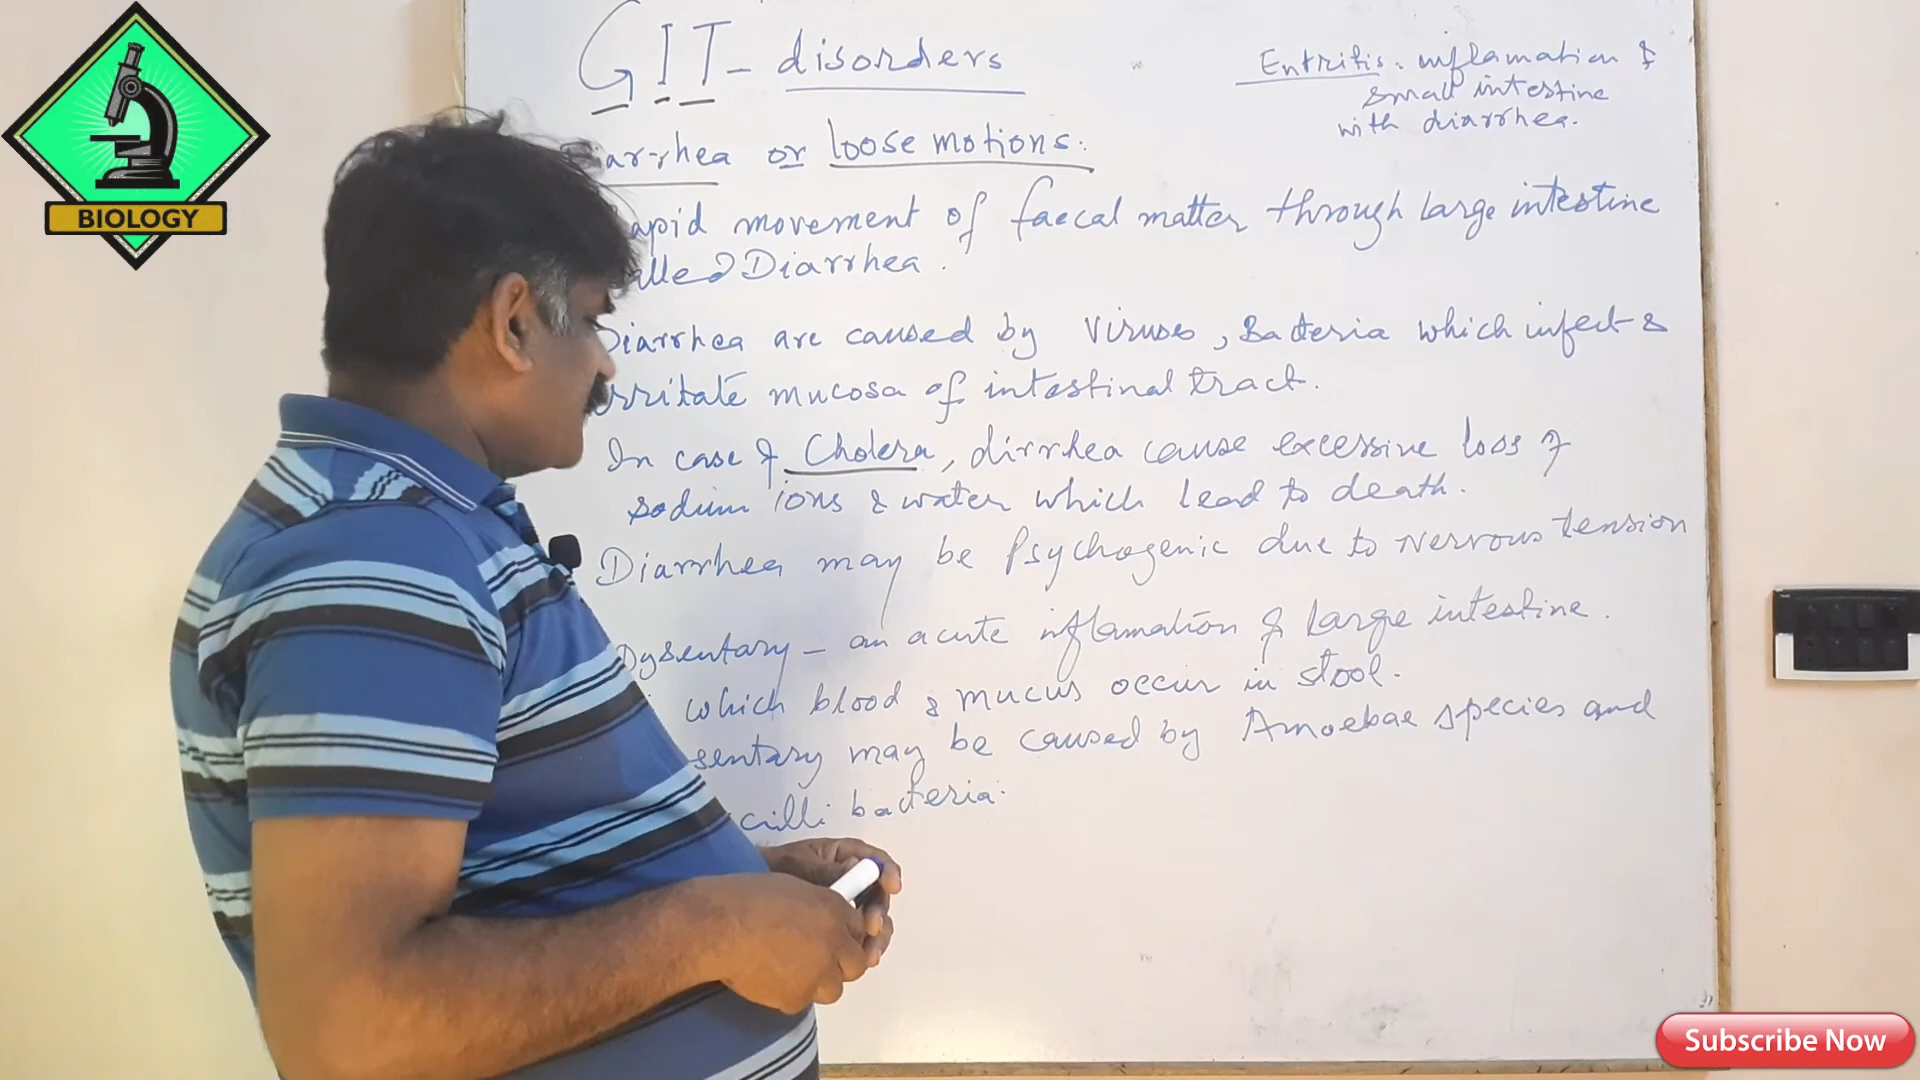 BIOLOGY
GIT - disorders
Entritis: inflamation of
small intestine
with diarrhea.
iar-rhea or loose motions:
apid movement of faecal matter through large intestine
alled Diarrhea.
Diarrhea are caused by Viruses, Bacteria which infect &
irritate mucosa of intestinal tract.
In case of Cholera, dirrhea cause excessive loss of
sodium ions & water which lead to death.
Diarrhea may be Psychogenic due to Nervous tension
Dysentary - an acute inflamation of Large intestine.
which blood & mucus occur in stool.
sentary may be caused by Amoebae species and
cilli bacteria.
Subscribe Now